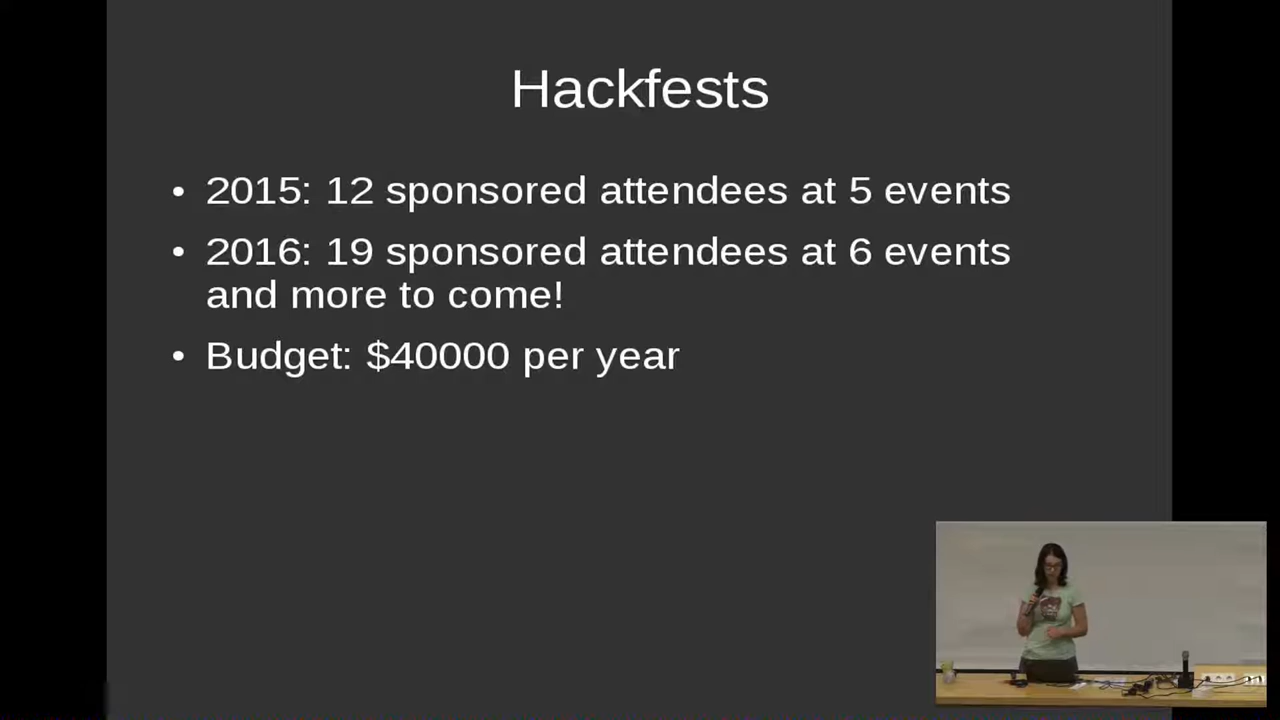 Hackfests
• 2015: 12 sponsored attendees at 5 events
• 2016: 19 sponsored attendees at 6 events
and more to come!
• Budget: $40000 per year